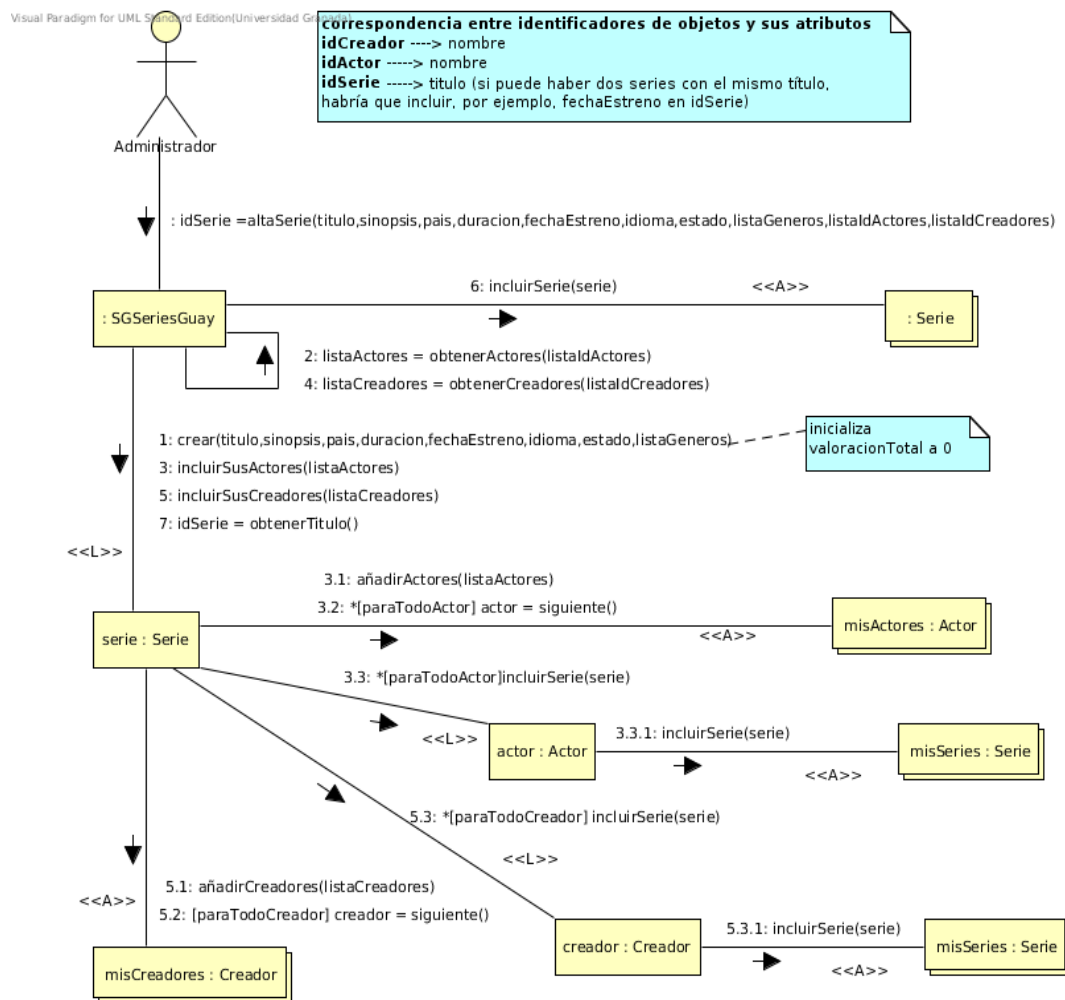 Visual Paradigm for UML Standard Edition(Universidad Granada)
correspondencia entre identificadores de objetos y sus atributos
idCreador ----> nombre
idActor -----> nombre
idSerie -----> titulo (si puede haber dos series con el mismo título,
habría que incluir, por ejemplo, fechaEstreno en idSerie)
Administrador
: idSerie =altaSerie(titulo,sinopsis,pais,duracion,fechaEstreno,idioma,estado,listaGeneros,listaIdActores,listaIdCreadores)
6: incluirSerie(serie)
<<A>>
: SGSeriesGuay
: Serie
2: listaActores = obtenerActores(listaIdActores)
4: listaCreadores = obtenerCreadores(listaIdCreadores)
1: crear(titulo,sinopsis,pais,duracion,fechaEstreno,idioma,estado,listaGeneros)
inicializa
valoracionTotal a 0
3: incluirSusActores(listaActores)
5: incluirSusCreadores(listaCreadores)
7: idSerie = obtenerTitulo()
<<L>>
3.1: añadirActores(listaActores)
3.2: *[paraTodoActor] actor = siguiente()
serie : Serie
<<A>>
misActores : Actor
3.3: *[paraTodoActor]incluirSerie(serie)
<<L>>
actor : Actor
3.3.1: incluirSerie(serie)
<<A>>
misSeries : Serie
5.3: *[paraTodoCreador] incluirSerie(serie)
<<L>>
5.1: añadirCreadores(listaCreadores)
<<A>>
5.2: [paraTodoCreador] creador = siguiente()
misCreadores : Creador
creador : Creador
5.3.1: incluirSerie(serie)
<<A>>
misSeries : Serie